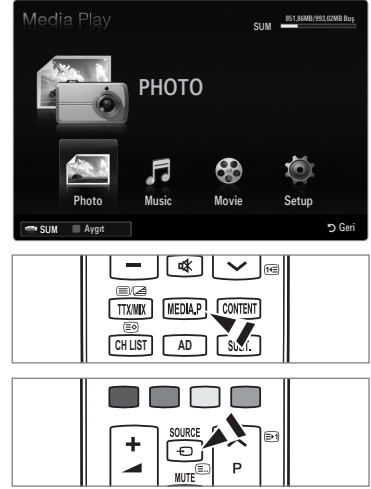 Media Play
SUM 851,86MB/993,02MB Boş
PHOTO
Photo Music Movie Setup
SUM Aygıt Geri
TTX/MIX MEDIA.P CONTENT
CH LIST AD SUBT.
SOURCE
MUTE P